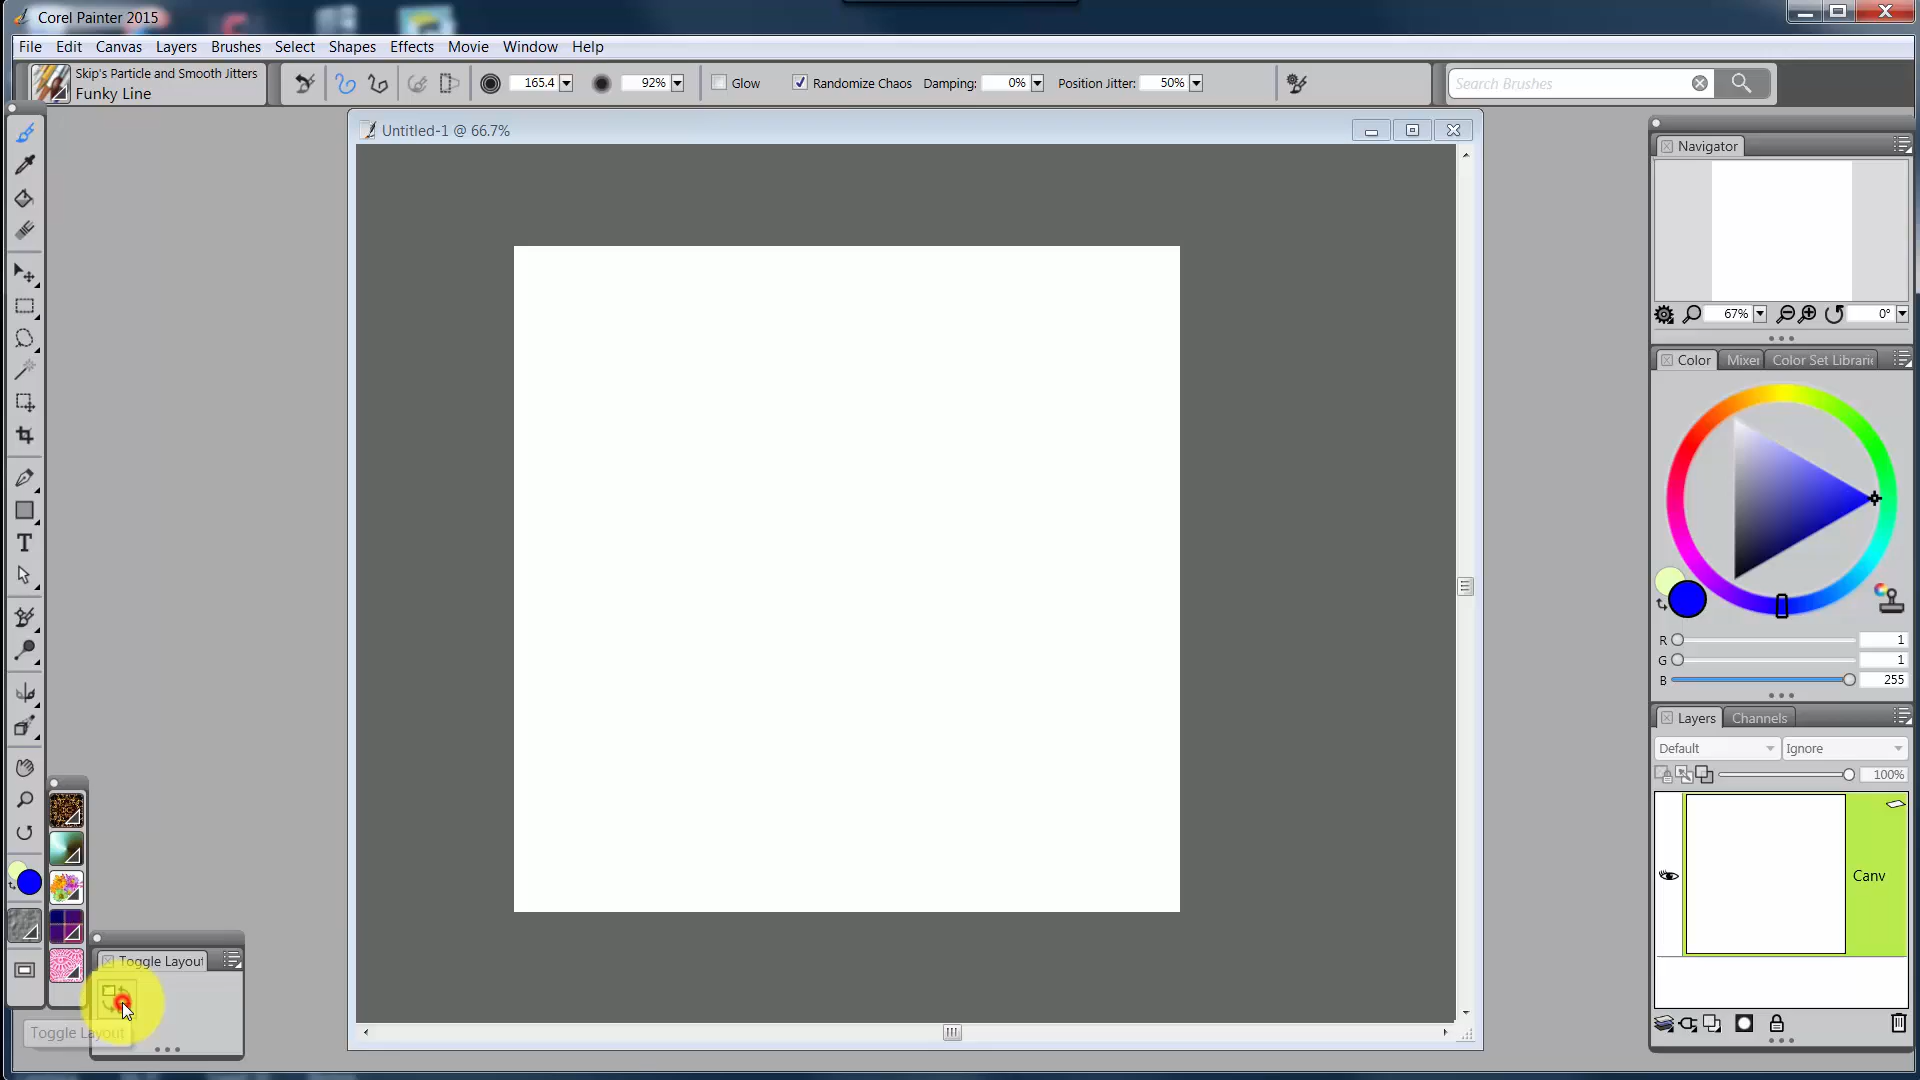 Corel Painter 2015
File Edit Canvas Layers Brushes Select Shapes Effects Movie Window Help
Skip's Particle and Smooth Jitters
Funky Line
165.4 92% Glow Randomize Chaos Damping: 0% Position Jitter: 50% Search Brushes
Untitled-1 @ 66.7%
Navigator
67% 0°
Color Mixer Color Set Librarie
R 1
G 1
B 255
Layers Channels
Default Ignore
100%
Canv
T
Toggle Layout
Toggle Layout